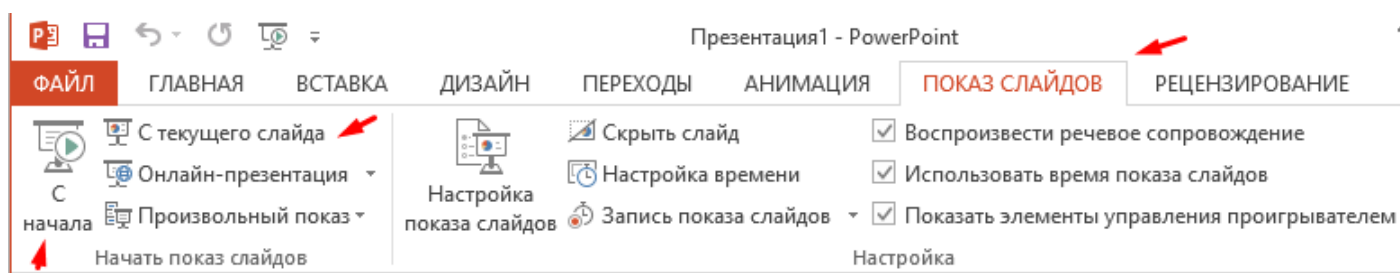 Презентация1 - PowerPoint
ФАЙЛ ГЛАВНАЯ ВСТАВКА ДИЗАЙН ПЕРЕХОДЫ АНИМАЦИЯ ПОКАЗ СЛАЙДОВ РЕЦЕНЗИРОВАНИЕ
С начала
С текущего слайда
Онлайн-презентация
Произвольный показ
Начать показ слайдов
Настройка
показа слайдов
Скрыть слайд
Настройка времени
Запись показа слайдов
Воспроизвести речевое сопровождение
Использовать время показа слайдов
Показать элементы управления проигрывателем
Настройка